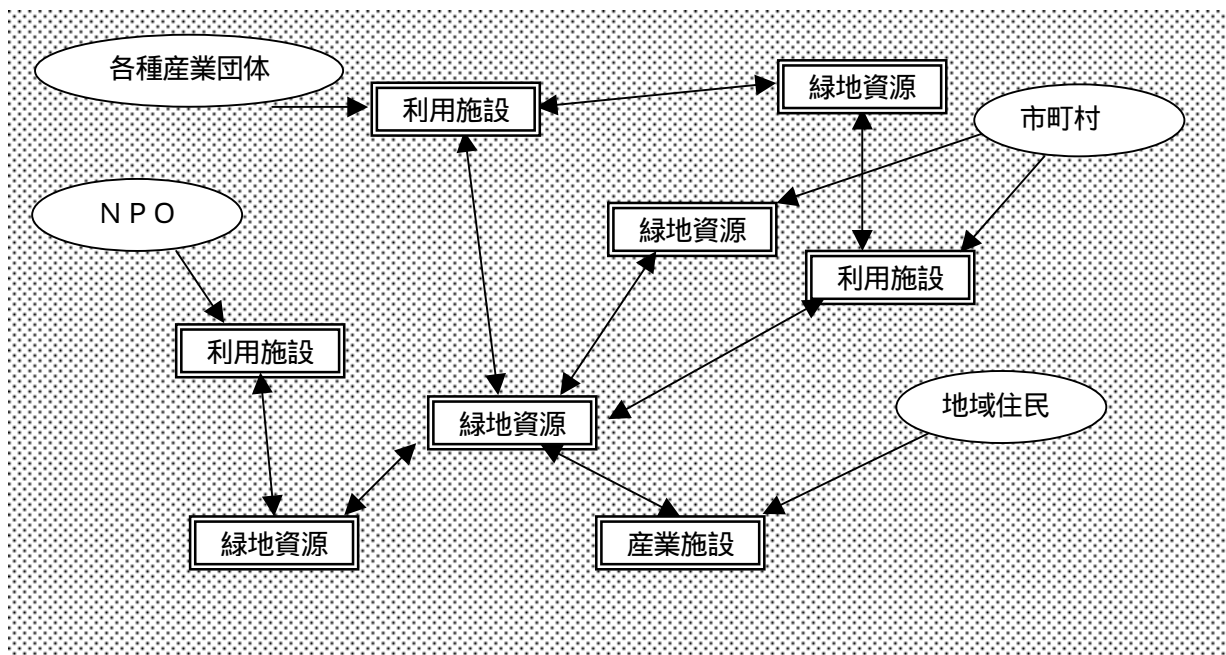 各種産業団体
緑地資源
利用施設
市町村
ＮＰＯ
緑地資源
利用施設
利用施設
緑地資源
地域住民
緑地資源
産業施設